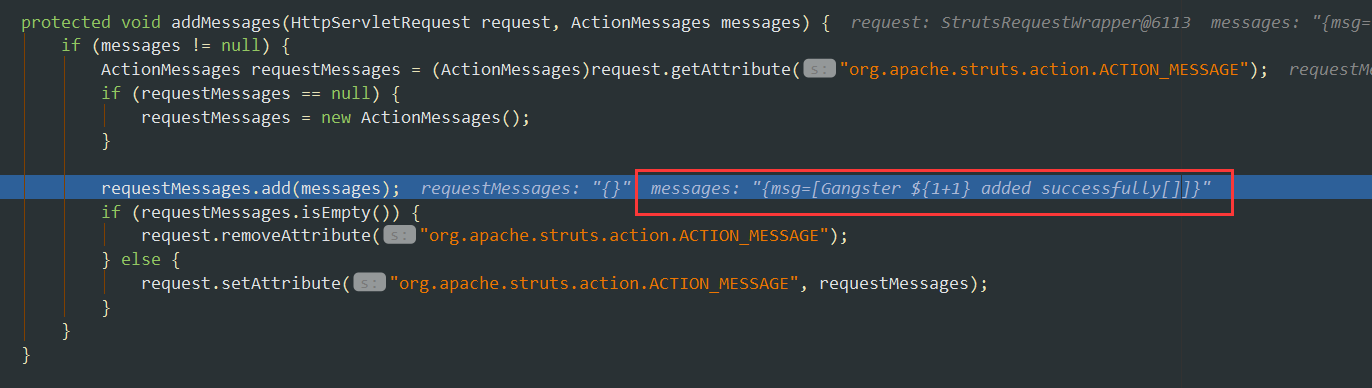 protected void addMessages(HttpServletRequest request, ActionMessages messages) { request: StrutsRequestWrapper@6113 messages: "{msg=
if (messages != null) {
ActionMessages requestMessages = (ActionMessages)request.getAttribute( s: "org.apache.struts.action.ACTION_MESSAGE"); requestMe
if (requestMessages == null) {
requestMessages = new ActionMessages();
}
requestMessages.add(messages); requestMessages: "{}" messages: "{msg=[Gangster ${1+1} added successfully[]]}"
if (requestMessages.isEmpty()) {
request.removeAttribute( s: "org.apache.struts.action.ACTION_MESSAGE");
} else {
request.setAttribute( s: "org.apache.struts.action.ACTION_MESSAGE", requestMessages);
}
}
}